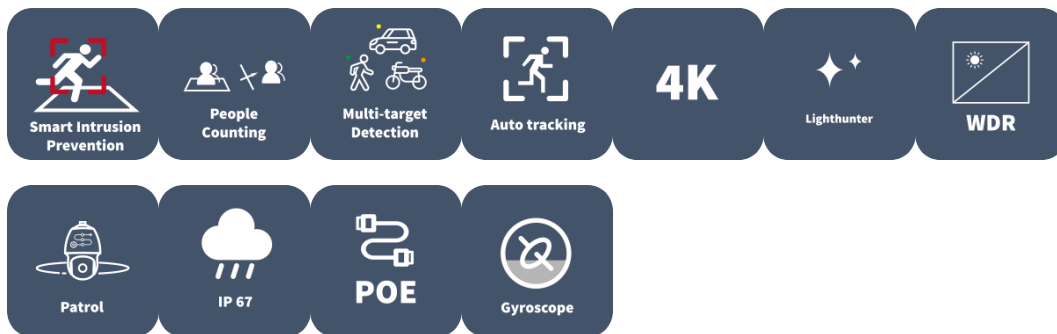 Smart Intrusion
Prevention
People
Counting
Multi-target
Detection
Auto tracking
4K
Lighthunter
WDR
Patrol
IP 67
POE
Gyroscope